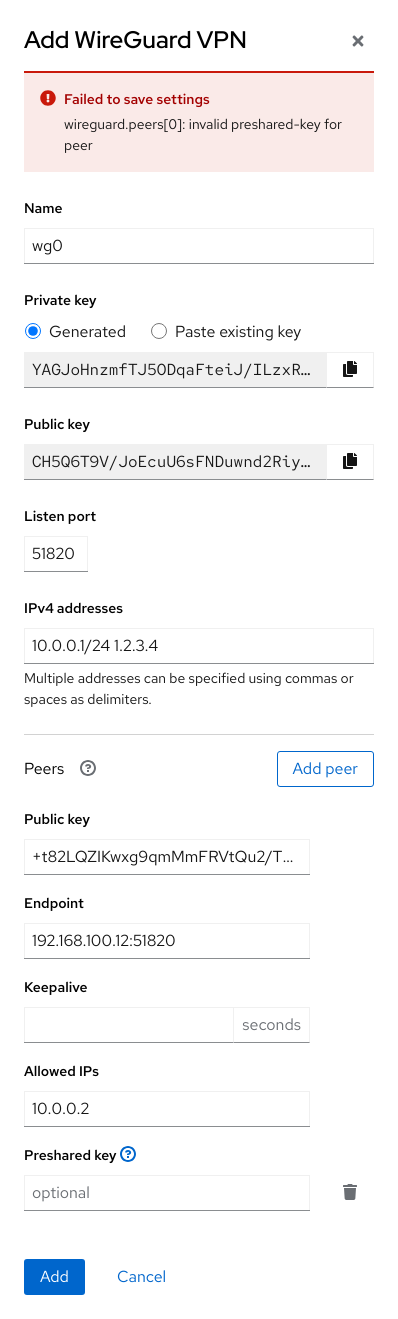 Add WireGuard VPN
Failed to save settings
wireguard.peers[0]: invalid preshared-key for
peer
Name
wg0
Private key
Generated Paste existing key
YAGJoHnzmfTJ5ODqaFteiJ/ILzxR…
Public key
CH5Q6T9V/JoEcuU6sFNDuwnd2Riy…
Listen port
51820
IPv4 addresses
10.0.0.1/24 1.2.3.4
Multiple addresses can be specified using commas or
spaces as delimiters.
Peers
Add peer
Public key
+t82LQZIKwxg9qmMmFRVtQu2/T…
Endpoint
192.168.100.12:51820
Keepalive
seconds
Allowed IPs
10.0.0.2
Preshared key
optional
Add Cancel